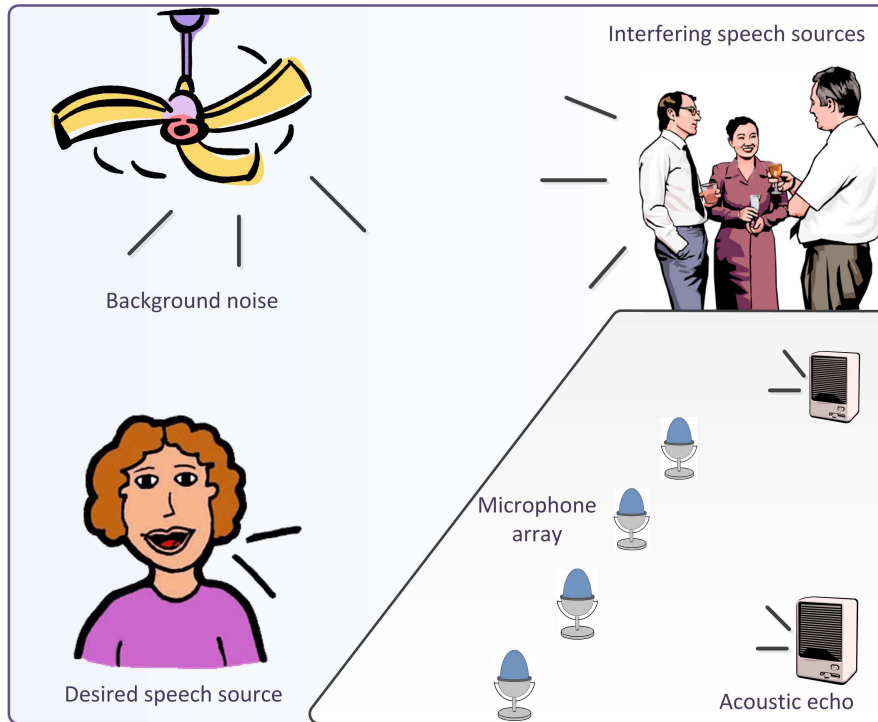 Interfering speech sources
Background noise
Microphone
array
Desired speech source
Acoustic echo